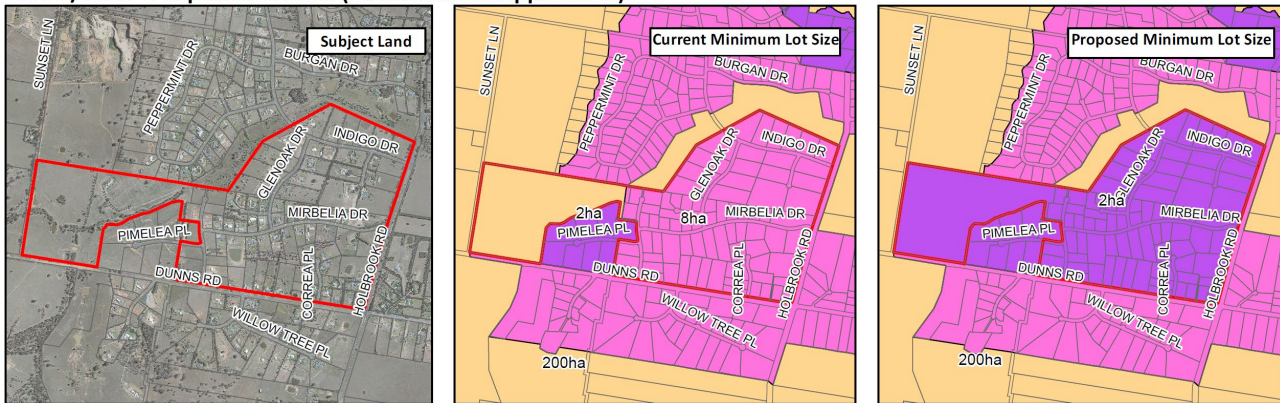 Subject Land
SUNSET LN
PEPPERMINT DR
BURGAN DR
GLENOAK DR
INDIGO DR
MIRBELIA DR
PIMELEA PL
DUNNS RD
CORREA PL
HOLBROOK RD
WILLOW TREE PL
Current Minimum Lot Size
SUNSET LN
PEPPERMINT DR
BURGAN DR
GLENOAK DR
INDIGO DR
2ha
8ha
MIRBELIA DR
PIMELEA PL
DUNNS RD
CORREA PL
HOLBROOK RD
WILLOW TREE PL
200ha
Proposed Minimum Lot Size
SUNSET LN
PEPPERMINT DR
BURGAN DR
GLENOAK DR
INDIGO DR
2ha
MIRBELIA DR
PIMELEA PL
DUNNS RD
CORREA PL
HOLBROOK RD
WILLOW TREE PL
200ha